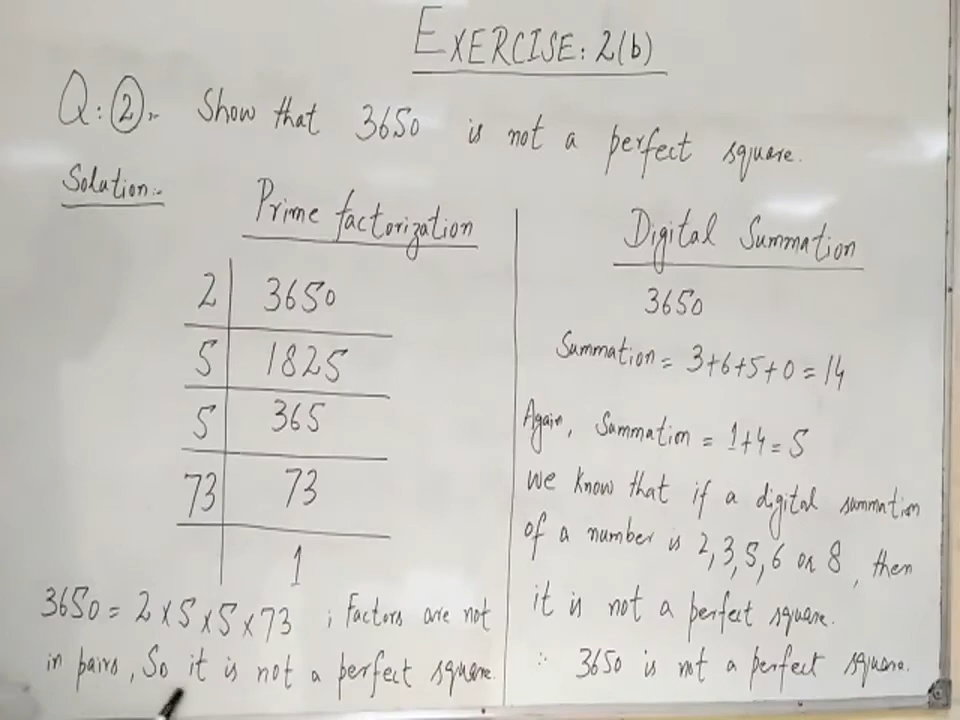 EXERCISE: 2(b)
Q: ②:- Show that 3650 is not a perfect square.
Solution:-
Prime factorization
2 | 3650
5 | 1825
5 | 365
73 | 73
1
3650 = 2 x 5 x 5 x 73 ; Factors are not
in pairs, So it is not a perfect square.
Digital Summation
3650
Summation = 3+6+5+0 = 14
Again, Summation = 1+4 = 5
we know that if a digital summation
of a number is 2, 3, 5, 6 or 8, then
it is not a perfect square.
∴ 3650 is not a perfect square.